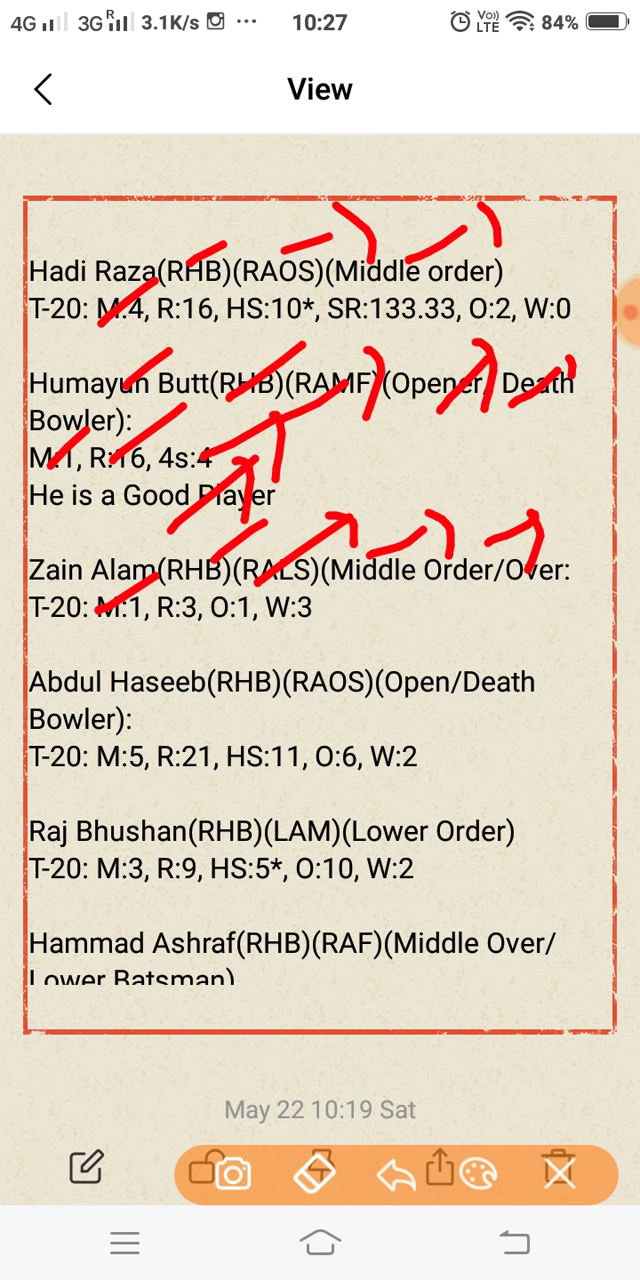 4G 3G R 3.1K/s ... 10:27 Vo)) LTE 84%
View
Hadi Raza(RHB)(RAOS)(Middle order)
T-20: M:4, R:16, HS:10*, SR:133.33, O:2, W:0
Humayun Butt(RHB)(RAMF)(Opener, Death
Bowler):
M:1, R:16, 4s:4
He is a Good Player
Zain Alam(RHB)(RALS)(Middle Order/Over:
T-20: M:1, R:3, O:1, W:3
Abdul Haseeb(RHB)(RAOS)(Open/Death
Bowler):
T-20: M:5, R:21, HS:11, O:6, W:2
Raj Bhushan(RHB)(LAM)(Lower Order)
T-20: M:3, R:9, HS:5*, O:10, W:2
Hammad Ashraf(RHB)(RAF)(Middle Over/
Lower Batsman)
May 22 10:19 Sat